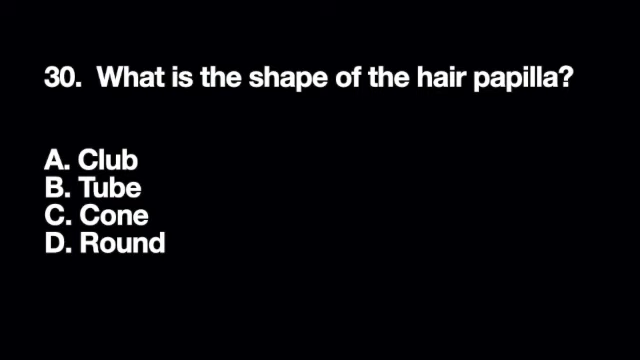 30. What is the shape of the hair papilla?
A. Club
B. Tube
C. Cone
D. Round